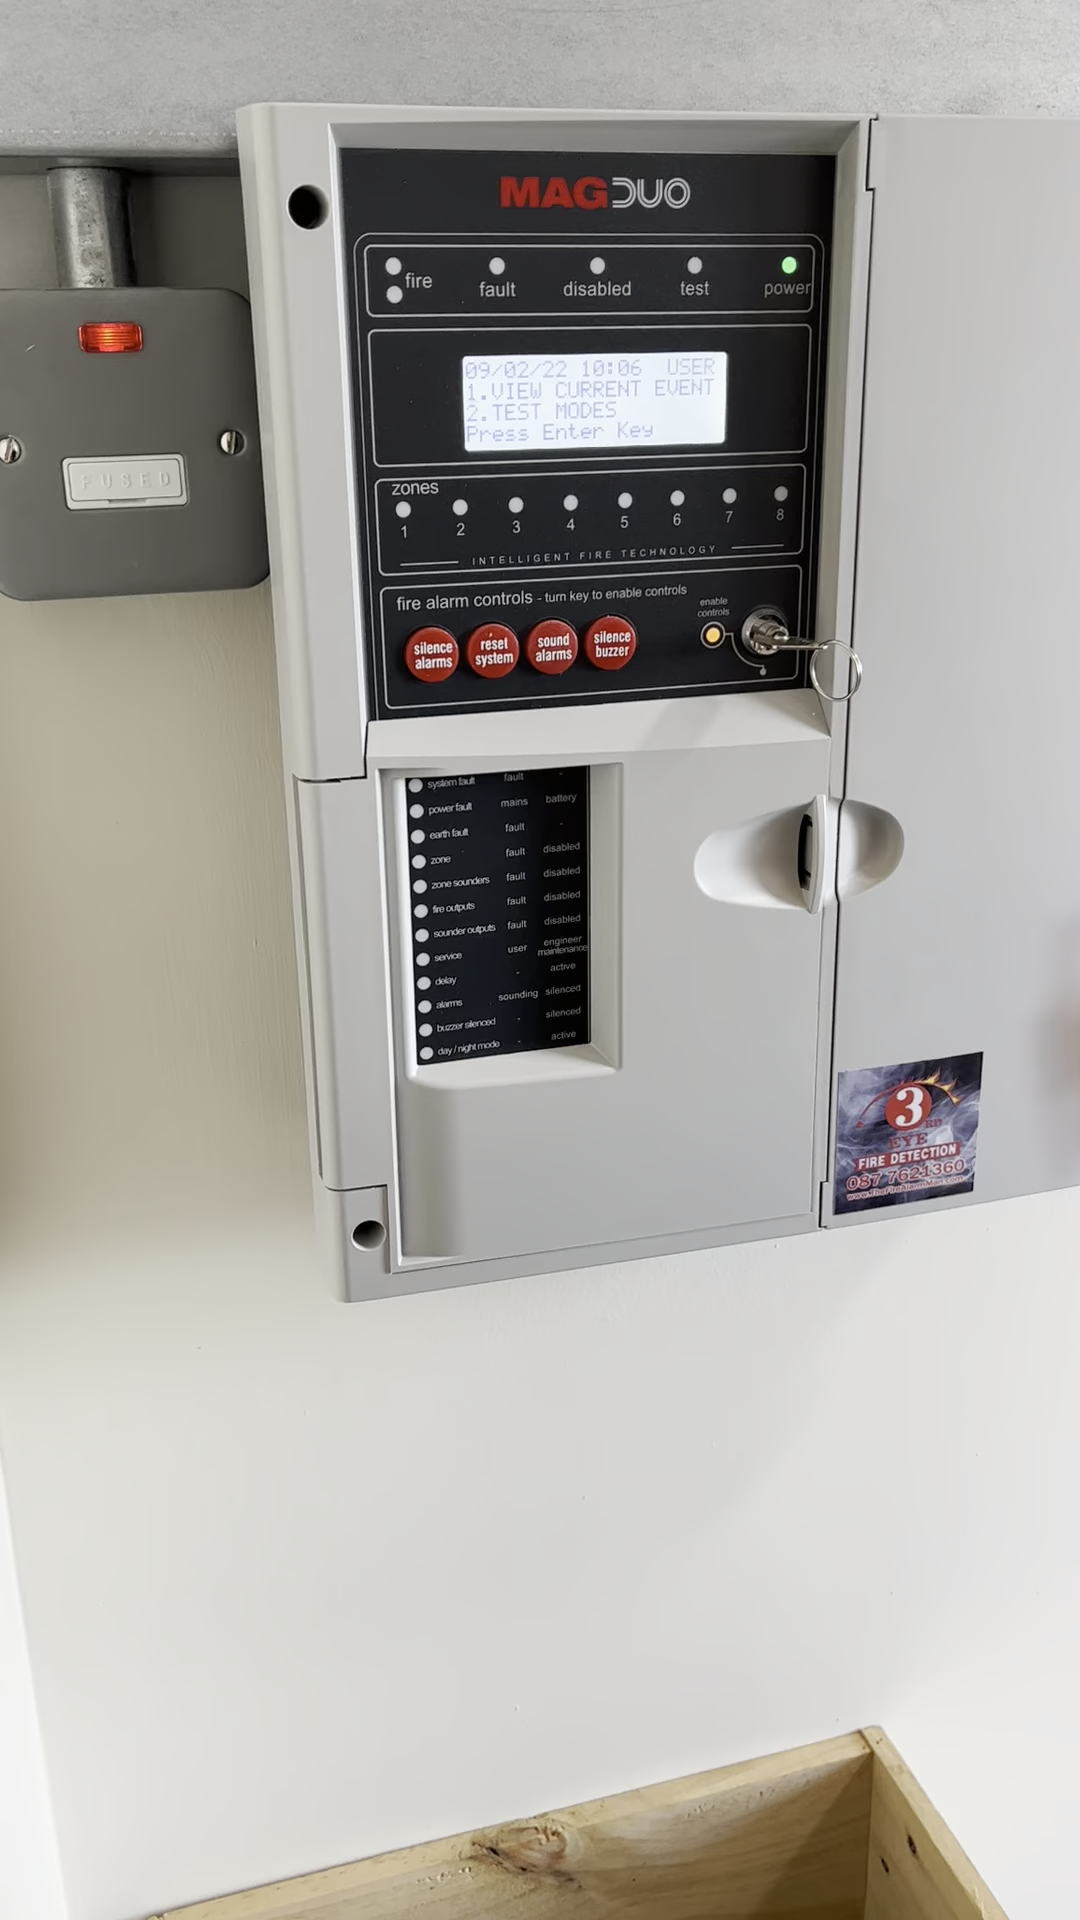 MAGDUO
fire
fault
disabled
test
power
09/02/22 10:06 USER
1.VIEW CURRENT EVENT
2.TEST MODES
Press Enter Key
zones
1 2 3 4 5 6 7 8
INTELLIGENT FIRE TECHNOLOGY
fire alarm controls - turn key to enable controls
enable
controls
silence
alarms
reset
system
sound
alarms
silence
buzzer
FUSED
system fault fault -
power fault mains battery
earth fault fault -
zone fault disabled
zone sounders fault disabled
fire outputs fault disabled
sounder outputs fault disabled
service user engineer maintenance
delay - active
alarms sounding silenced
buzzer silenced - silenced
day / night mode - active
3RD
EYE
FIRE DETECTION
087 7621360
www.TheFireAlarmMan.com